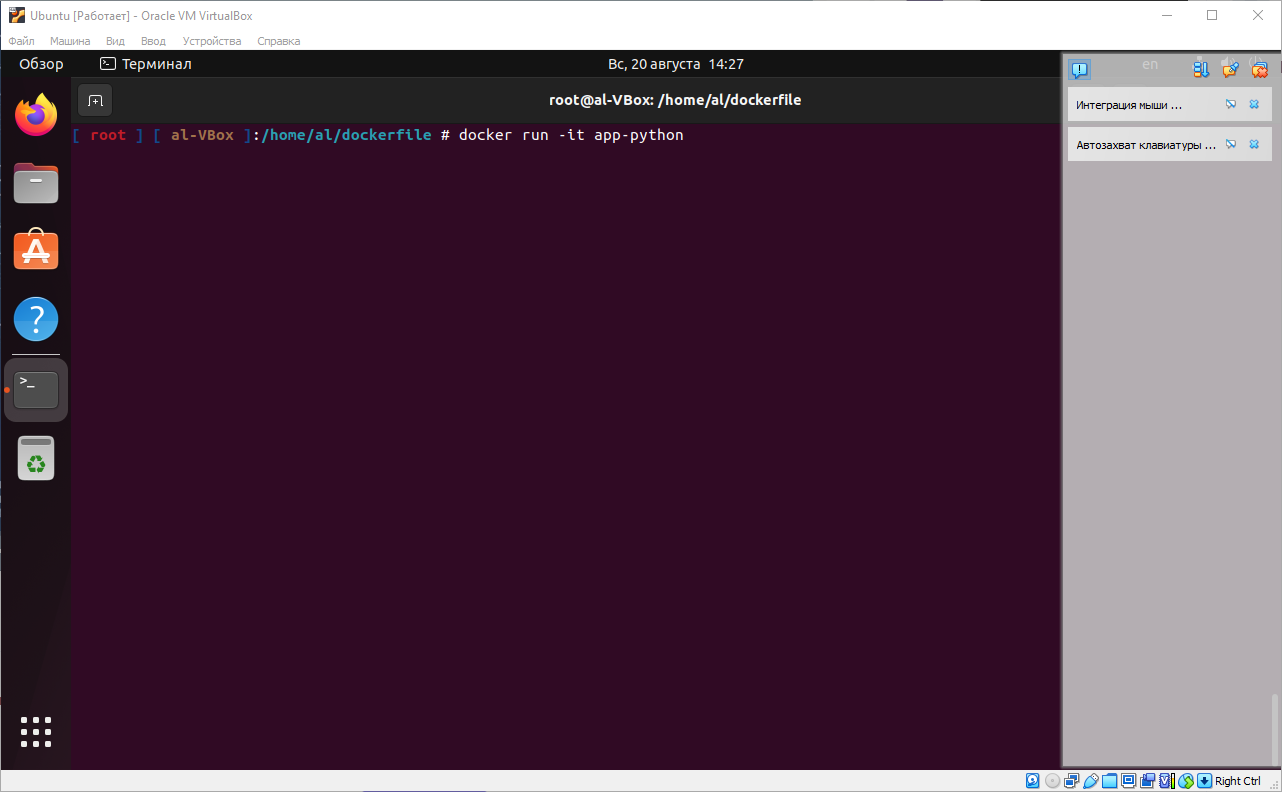 Ubuntu [Работает] - Oracle VM VirtualBox
Файл Машина Вид Ввод Устройства Справка
Обзор Терминал Вс, 20 августа 14:27 en
root@al-VBox: /home/al/dockerfile
Интеграция мыши ...
[ root ] [ al-VBox ]:/home/al/dockerfile # docker run -it app-python
Автозахват клавиатуры ...
Right Ctrl